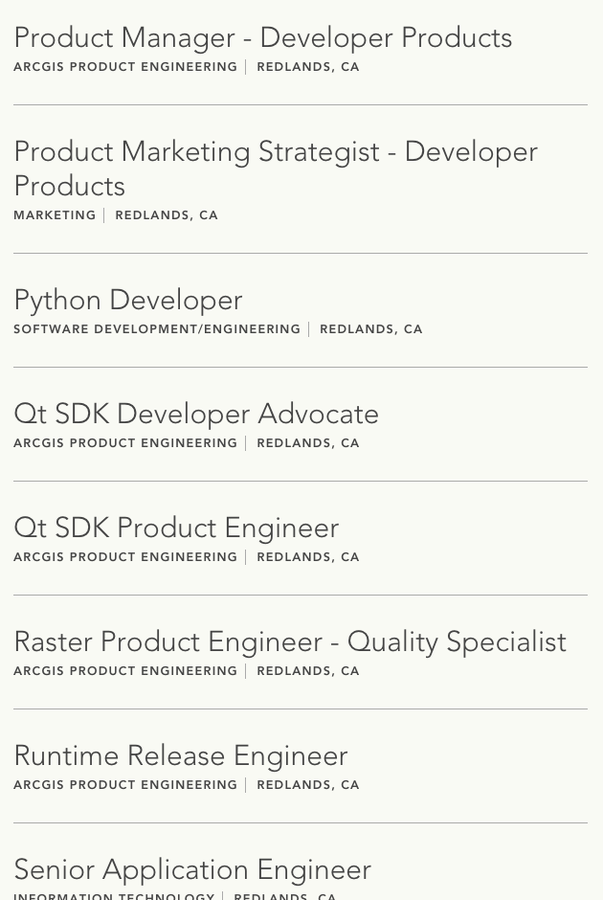 Product Manager - Developer Products
ARCGIS PRODUCT ENGINEERING | REDLANDS, CA
Product Marketing Strategist - Developer
Products
MARKETING | REDLANDS, CA
Python Developer
SOFTWARE DEVELOPMENT/ENGINEERING | REDLANDS, CA
Qt SDK Developer Advocate
ARCGIS PRODUCT ENGINEERING | REDLANDS, CA
Qt SDK Product Engineer
ARCGIS PRODUCT ENGINEERING | REDLANDS, CA
Raster Product Engineer - Quality Specialist
ARCGIS PRODUCT ENGINEERING | REDLANDS, CA
Runtime Release Engineer
ARCGIS PRODUCT ENGINEERING | REDLANDS, CA
Senior Application Engineer
INFORMATION TECHNOLOGY | REDLANDS, CA